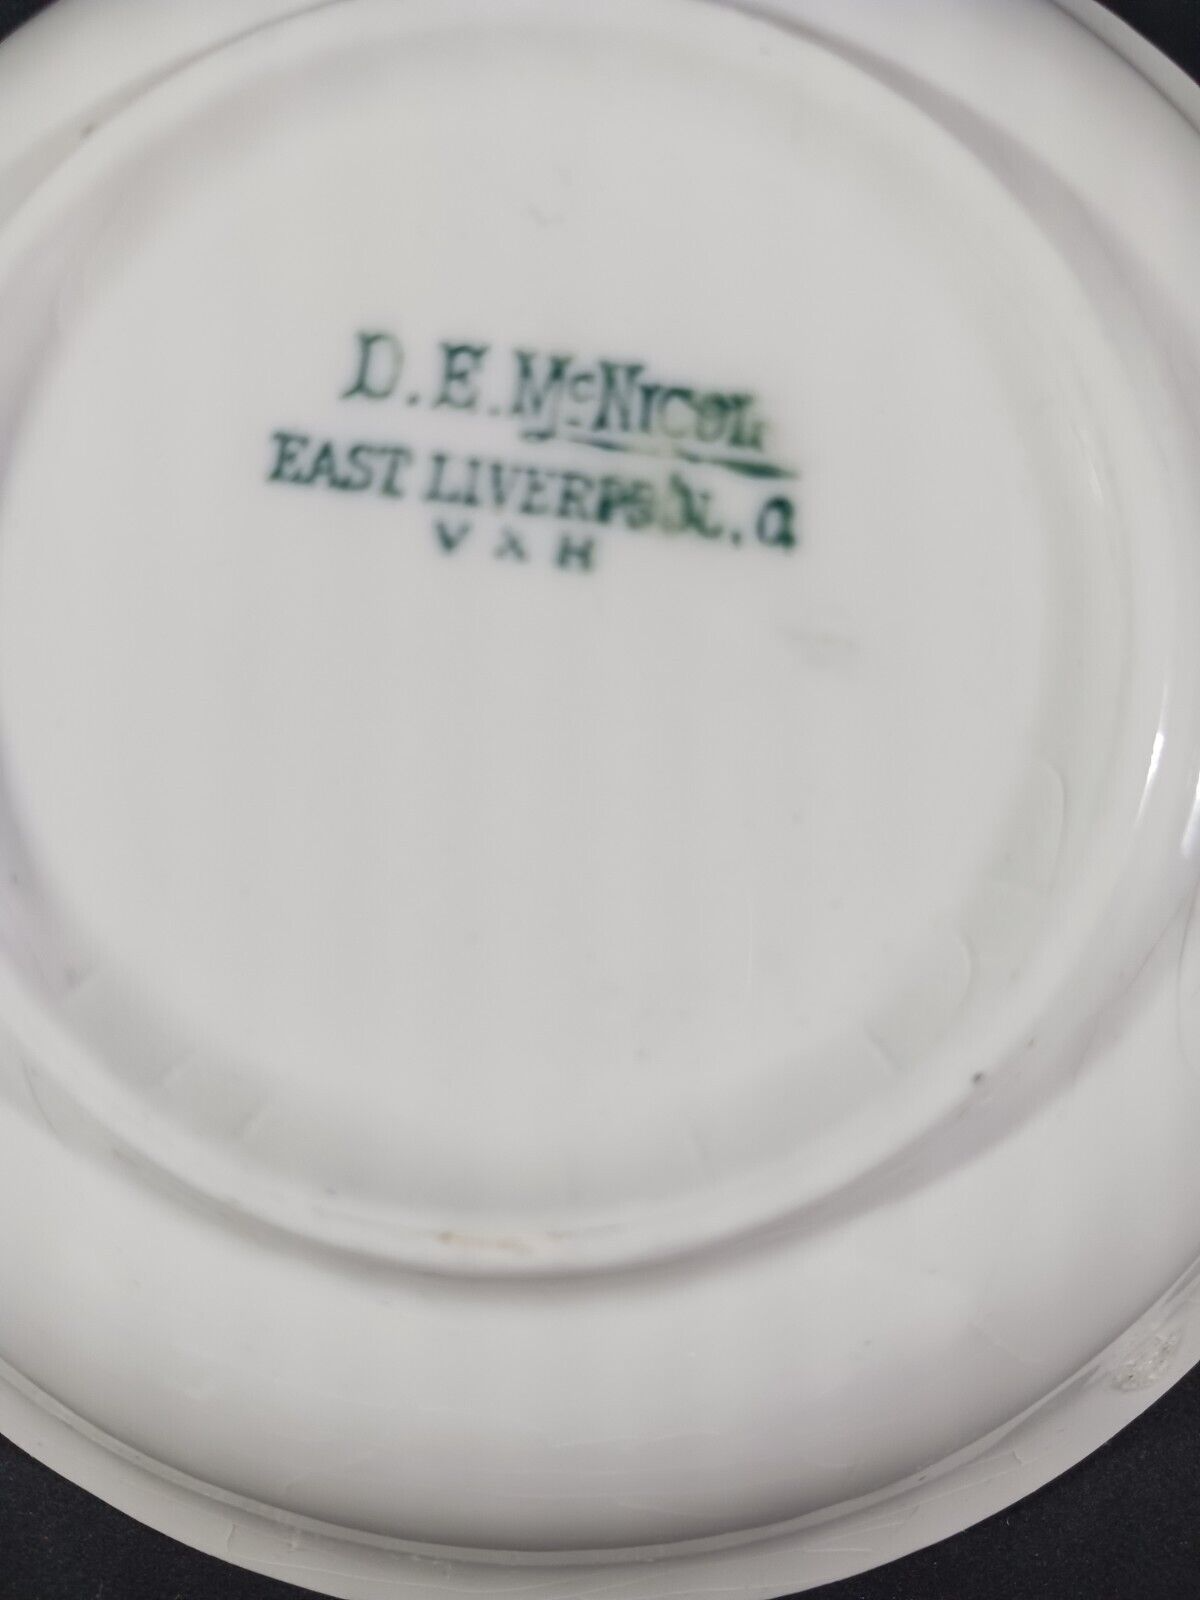 D.E. McNICOL
EAST LIVERPOOL, O.
V X H